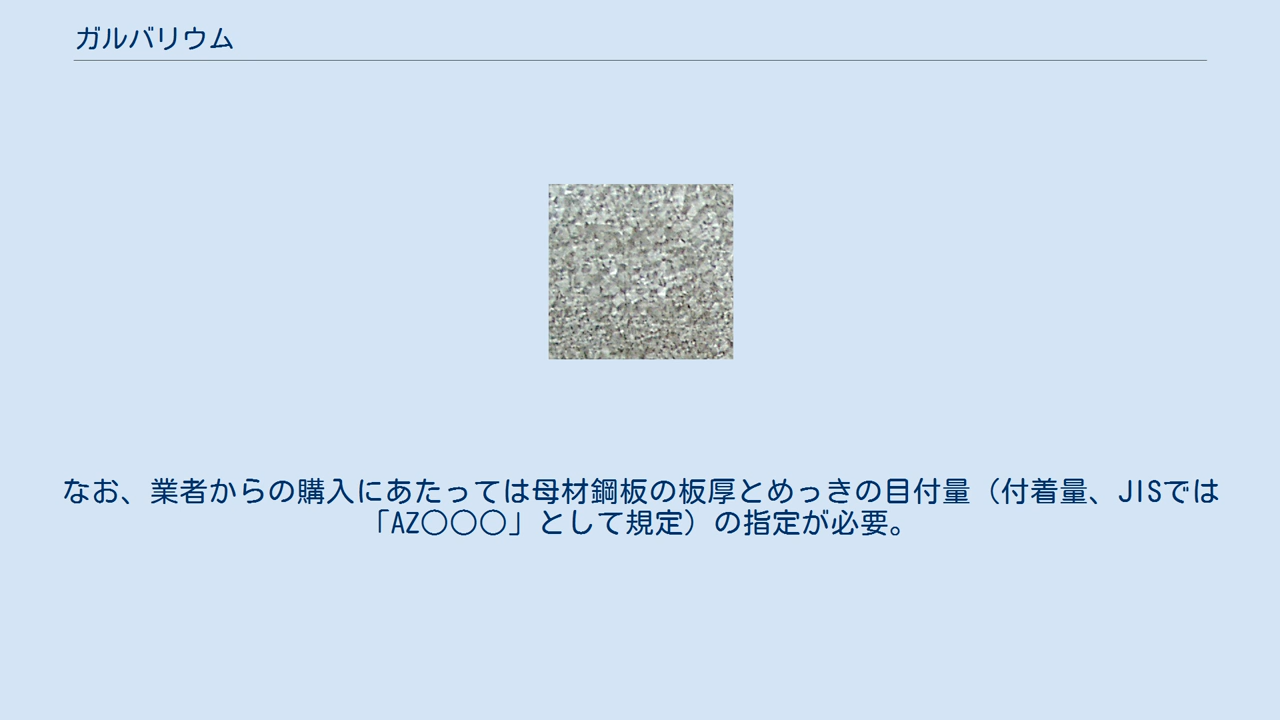 ガルバリウム
なお、業者からの購入にあたっては母材鋼板の板厚とめっきの目付量（付着量、JISでは
「AZ〇〇〇」として規定）の指定が必要。